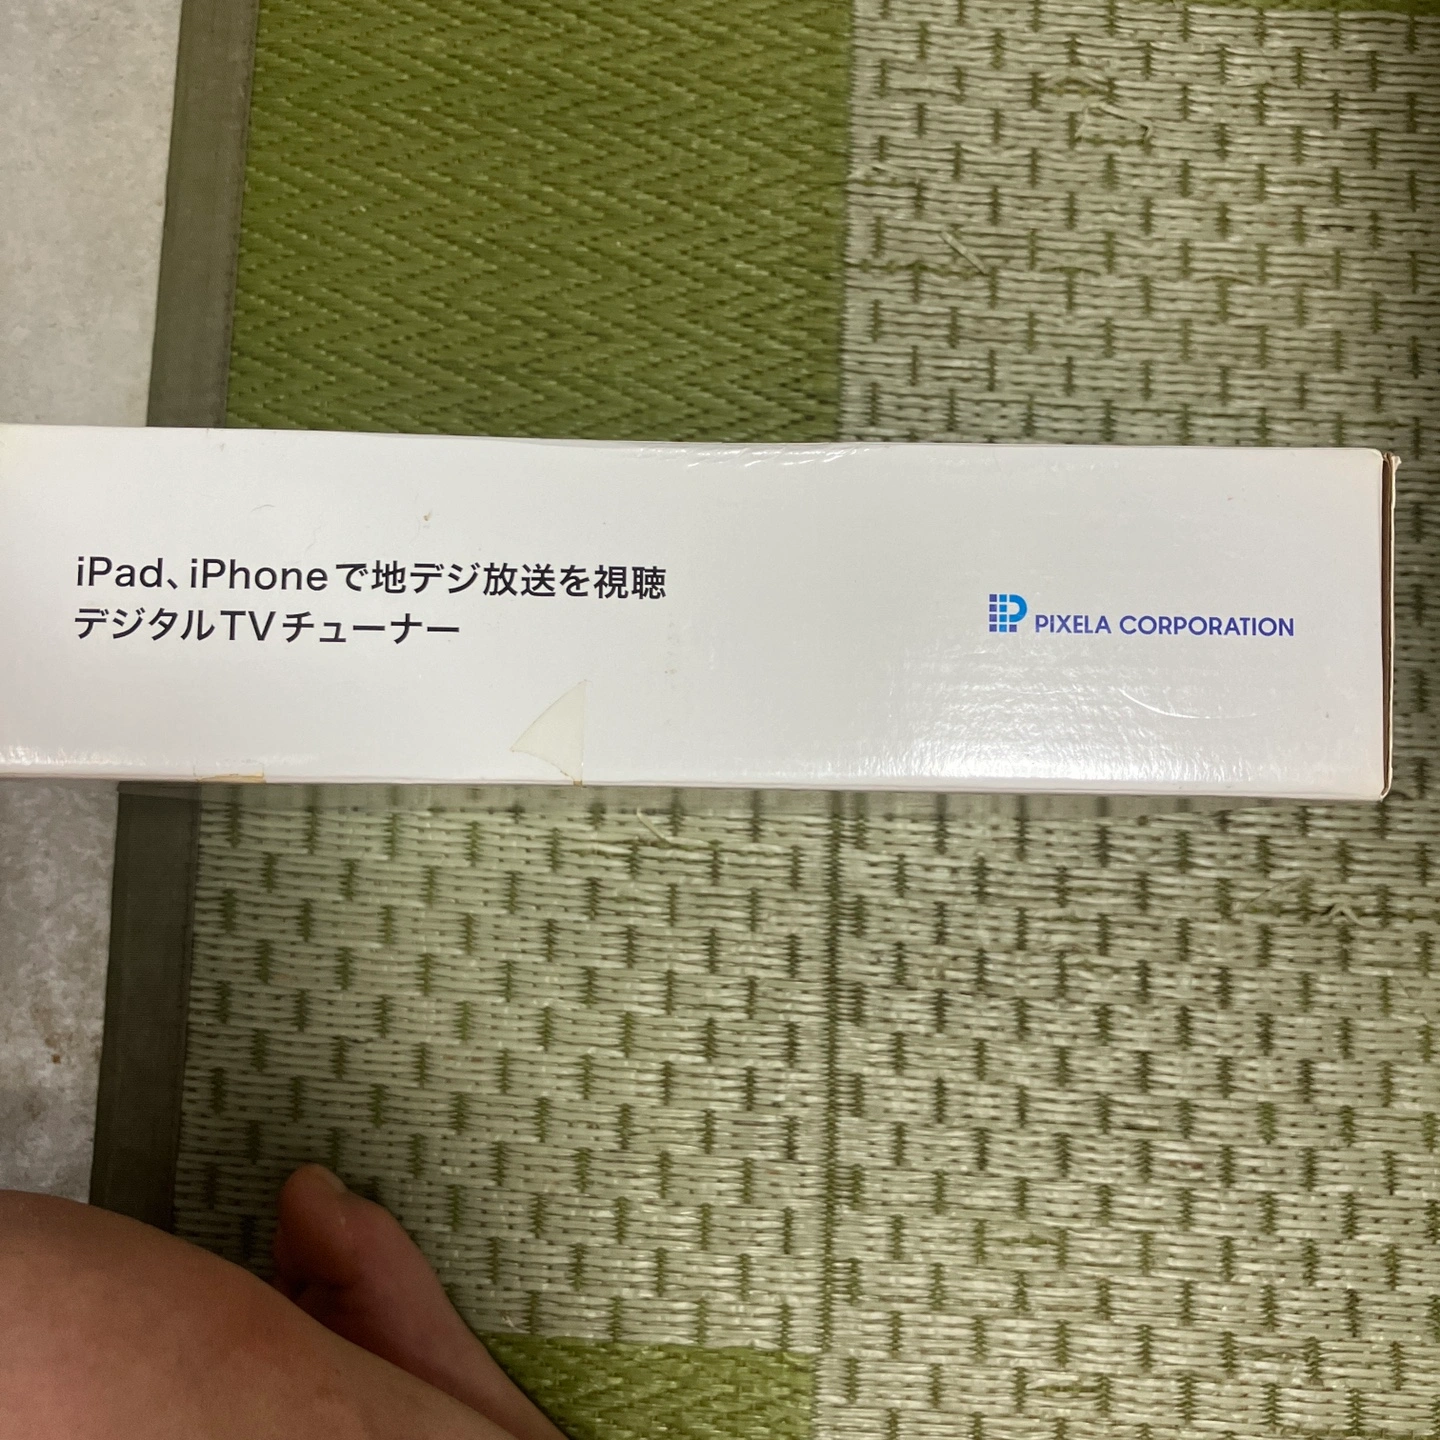 iPad、iPhoneで地デジ放送を視聴
デジタルTVチューナー
PIXELA CORPORATION